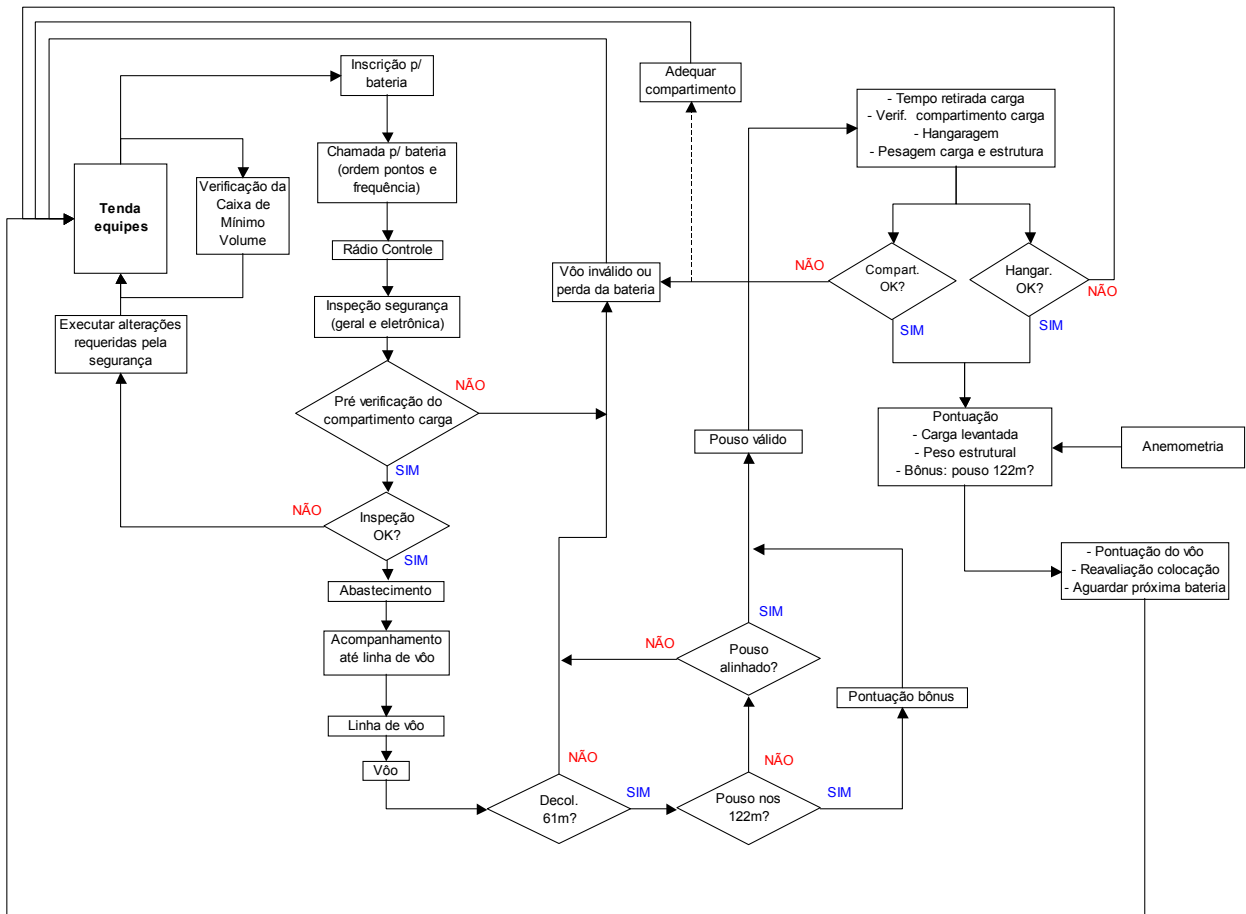 Inscrição p/
bateria
Adequar
compartimento
- Tempo retirada carga
- Verif.  compartimento carga
- Hangaragem
- Pesagem carga e estrutura
Chamada p/ bateria
(ordem pontos e
frequência)
Verificação da
Caixa de
Mínimo
Volume
Tenda
equipes
Rádio Controle
Vôo inválido ou
perda da bateria
NÃO
Compart.
OK?
Hangar.
OK?
NÃO
SIM
SIM
Inspeção segurança
(geral e eletrônica)
Executar alterações
requeridas pela
segurança
NÃO
Pré verificação do
compartimento carga
SIM
Pouso válido
Pontuação
- Carga levantada
- Peso estrutural
- Bônus: pouso 122m?
Anemometria
NÃO
Inspeção
OK?
SIM
- Pontuação do vôo
- Reavaliação colocação
- Aguardar próxima bateria
Abastecimento
Acompanhamento
até linha de vôo
SIM
NÃO
Pouso
alinhado?
Pontuação bônus
Linha de vôo
Vôo
NÃO
NÃO
Decol.
61m?
SIM
Pouso nos
122m?
SIM